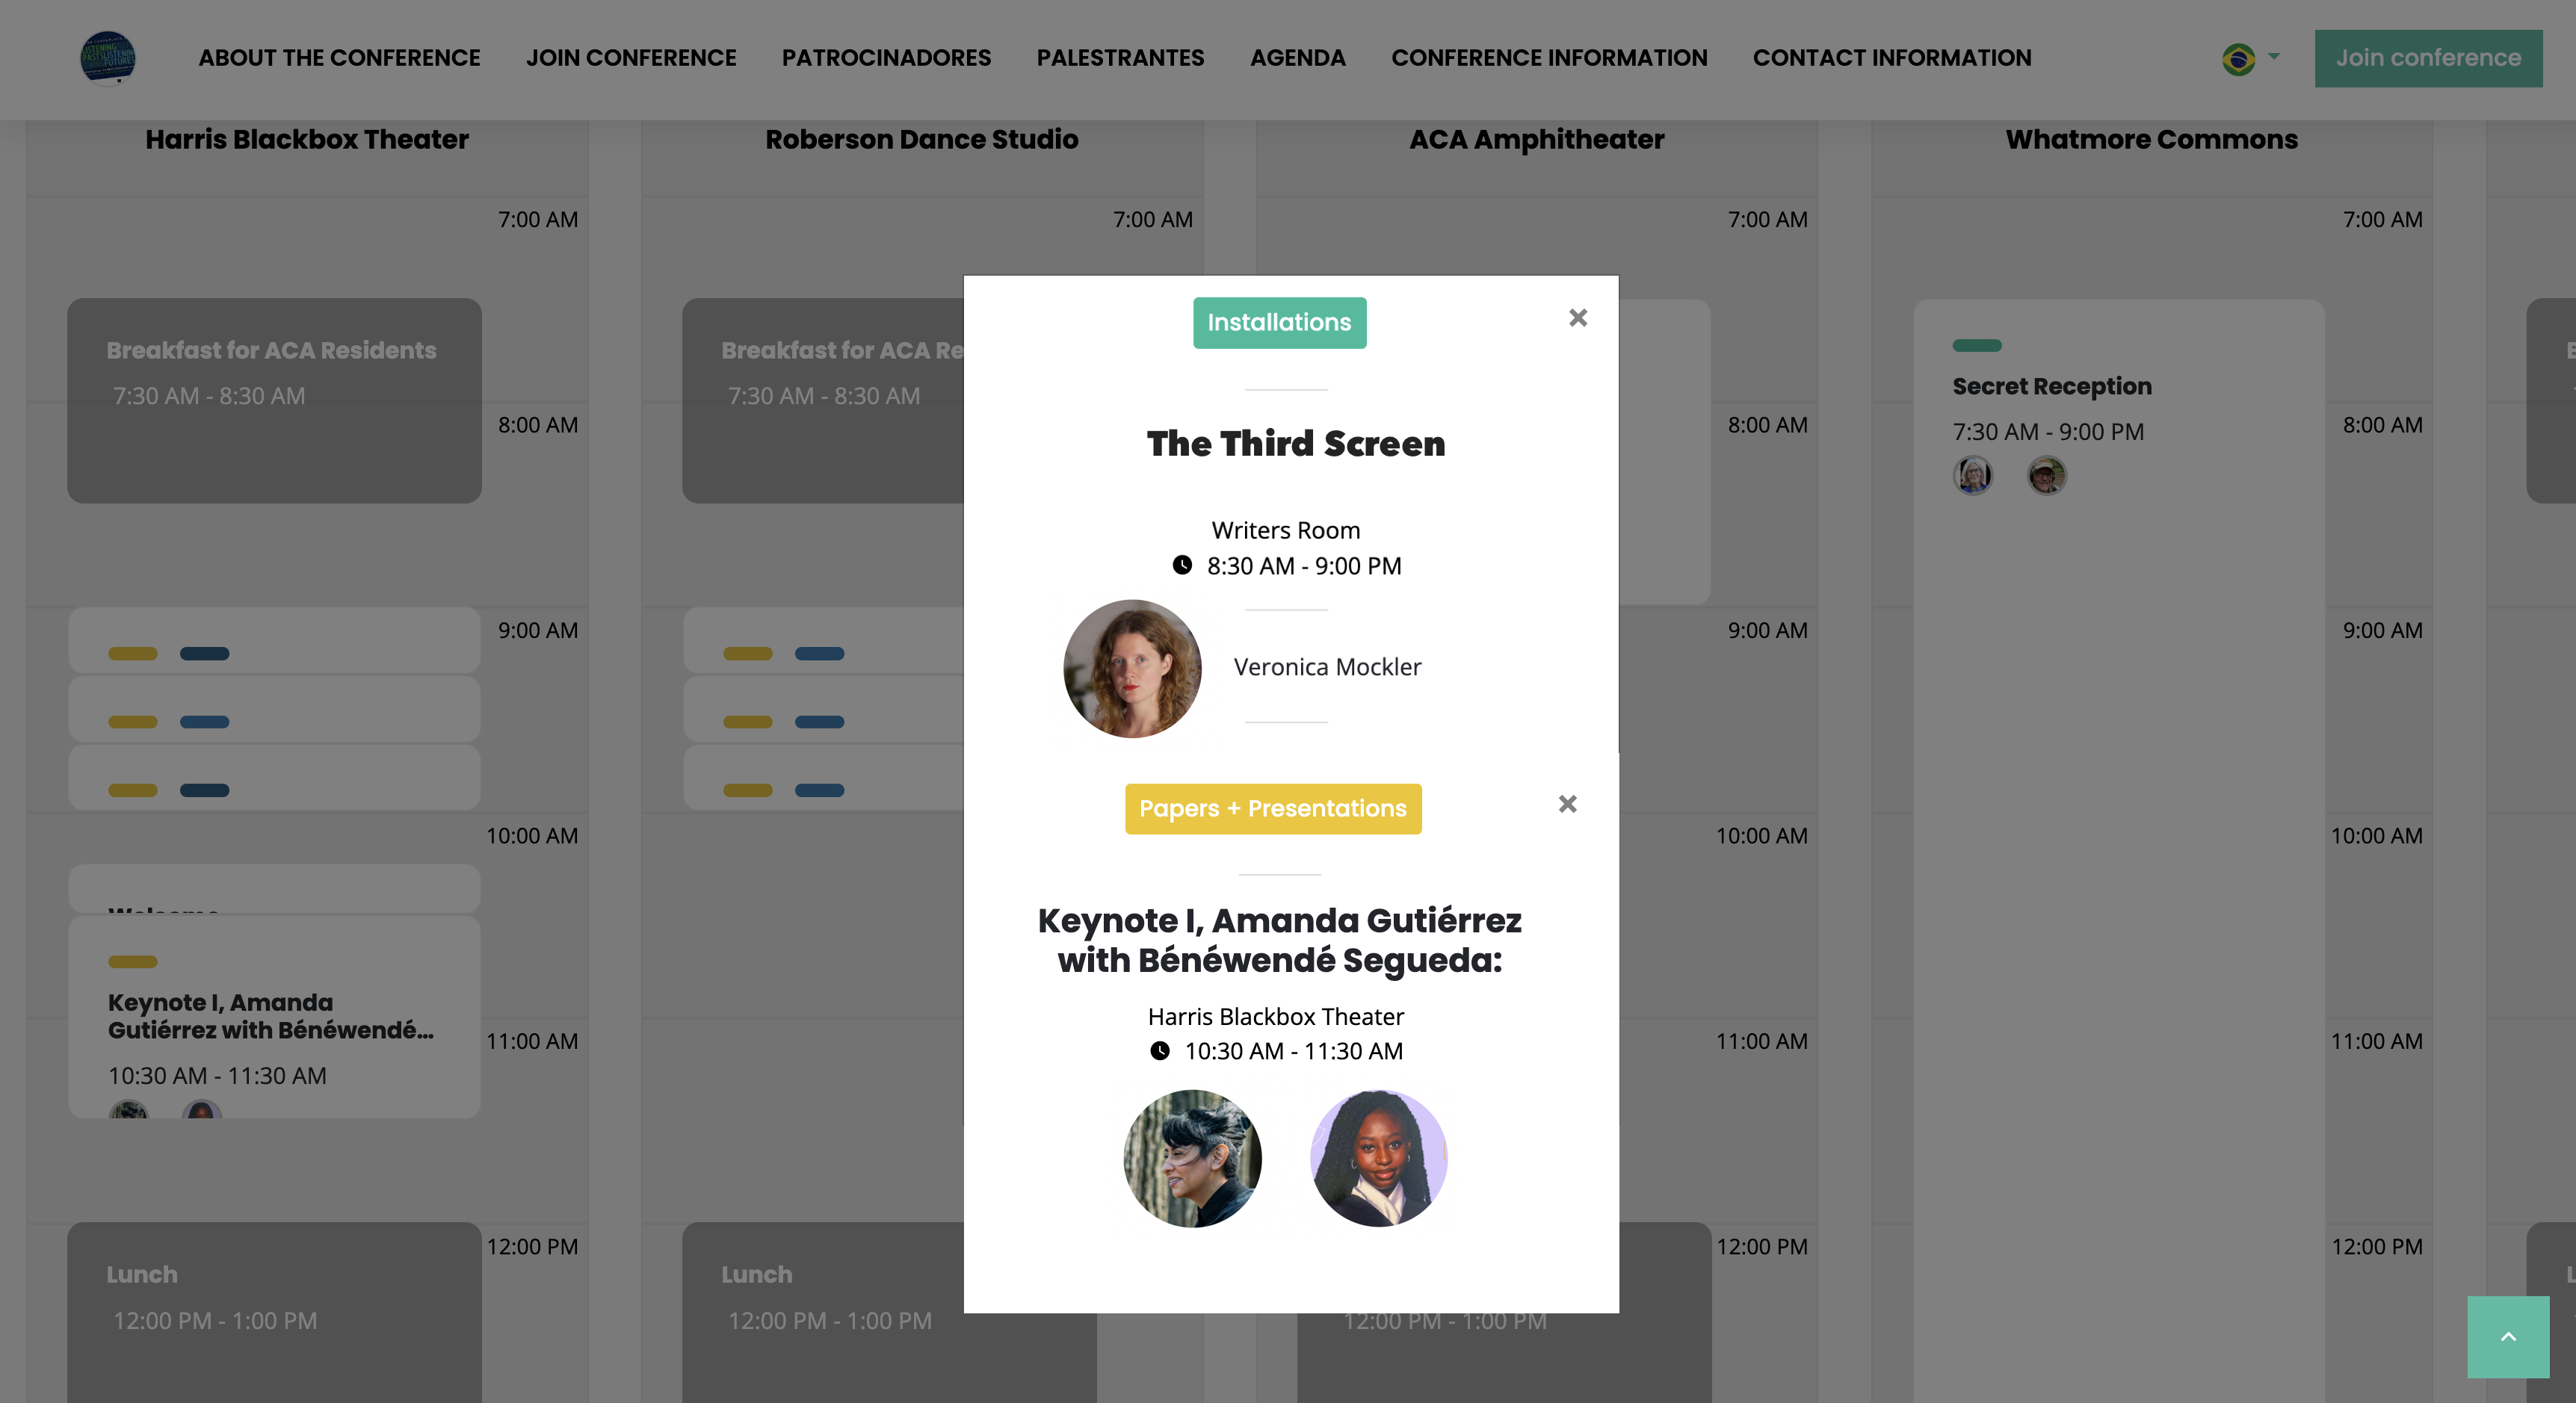 ABOUT THE CONFERENCE JOIN CONFERENCE PATROCINADORES PALESTRANTES AGENDA CONFERENCE INFORMATION CONTACT INFORMATION Join conference
Harris Blackbox Theater
Roberson Dance Studio
ACA Amphitheater
Whatmore Commons
7:00 AM
7:00 AM
7:00 AM
7:00 AM
Breakfast for ACA Residents
7:30 AM - 8:30 AM
8:00 AM
9:00 AM
10:00 AM
Keynote I, Amanda
Gutiérrez with Bénéwendé...
10:30 AM - 11:30 AM
11:00 AM
12:00 PM
Lunch
12:00 PM - 1:00 PM
Breakfast for ACA Re
7:30 AM - 8:30 AM
Lunch
12:00 PM - 1:00 PM
Installations
The Third Screen
Writers Room
8:30 AM - 9:00 PM
Veronica Mockler
Papers + Presentations
Keynote I, Amanda Gutiérrez
with Bénéwendé Segueda:
Harris Blackbox Theater
10:30 AM - 11:30 AM
8:00 AM
9:00 AM
10:00 AM
11:00 AM
12:00 PM
12:00 PM - 1:00 PM
Secret Reception
7:30 AM - 9:00 PM
8:00 AM
9:00 AM
10:00 AM
11:00 AM
12:00 PM